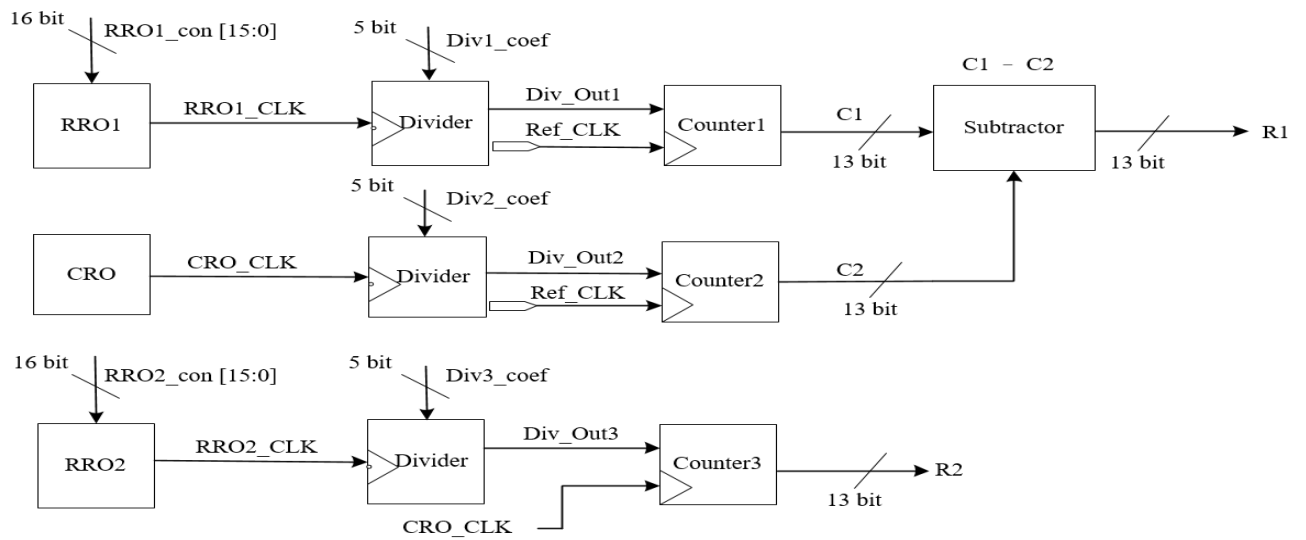 16 bit
RRO1_con [15:0]
5 bit
Div1_coef
C1 - C2
RRO1
RRO1_CLK
Divider
Div_Out1
Ref_CLK
Counter1
C1
13 bit
Subtractor
13 bit
R1
5 bit
Div2_coef
CRO
CRO_CLK
Divider
Div_Out2
Ref_CLK
Counter2
C2
13 bit
16 bit
RRO2_con [15:0]
5 bit
Div3_coef
RRO2
RRO2_CLK
Divider
Div_Out3
Counter3
13 bit
R2
CRO_CLK